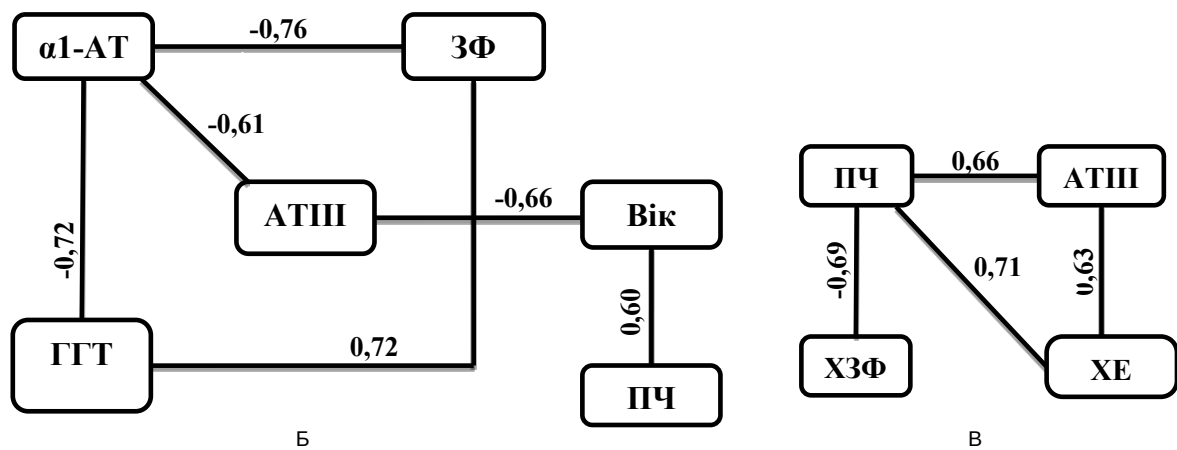 α1-АТ
-0,76
ЗФ
-0,61
-0,72
АТІІІ
-0,66
Вік
0,60
ГГТ
0,72
ПЧ
Б
ПЧ
0,66
АТІІІ
-0,69
0,71
0,63
ХЗФ
ХЕ
В